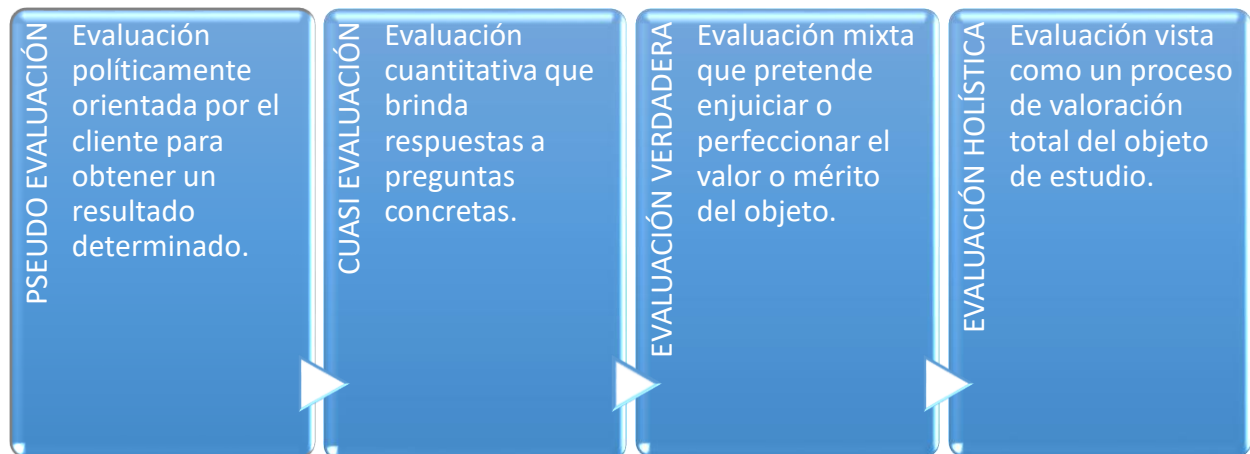 PSEUDO EVALUACIÓN
Evaluación
políticamente
orientada por el
cliente para
obtener un
resultado
determinado.
CUASI EVALUACIÓN
Evaluación
cuantitativa que
brinda
respuestas a
preguntas
concretas.
EVALUACIÓN VERDADERA
Evaluación mixta
que pretende
enjuiciar o
perfeccionar el
valor o mérito
del objeto.
EVALUACIÓN HOLÍSTICA
Evaluación vista
como un proceso
de valoración
total del objeto
de estudio.